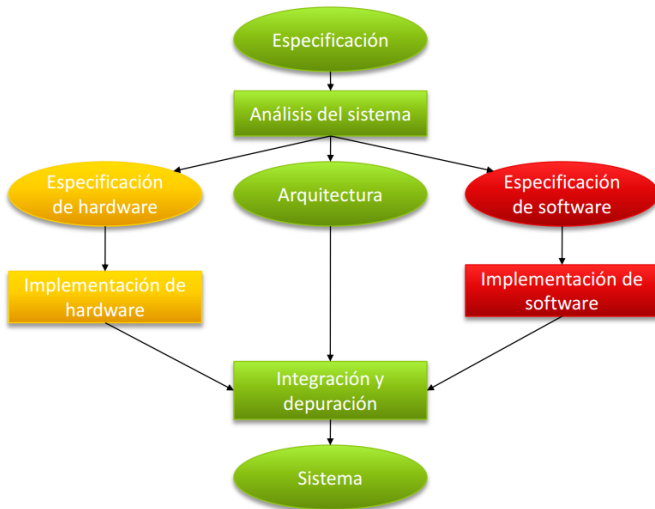 Especificación
Análisis del sistema
Especificación
de hardware
Arquitectura
Especificación
de software
Implementación de
hardware
Implementación de
software
Integración y
depuración
Sistema